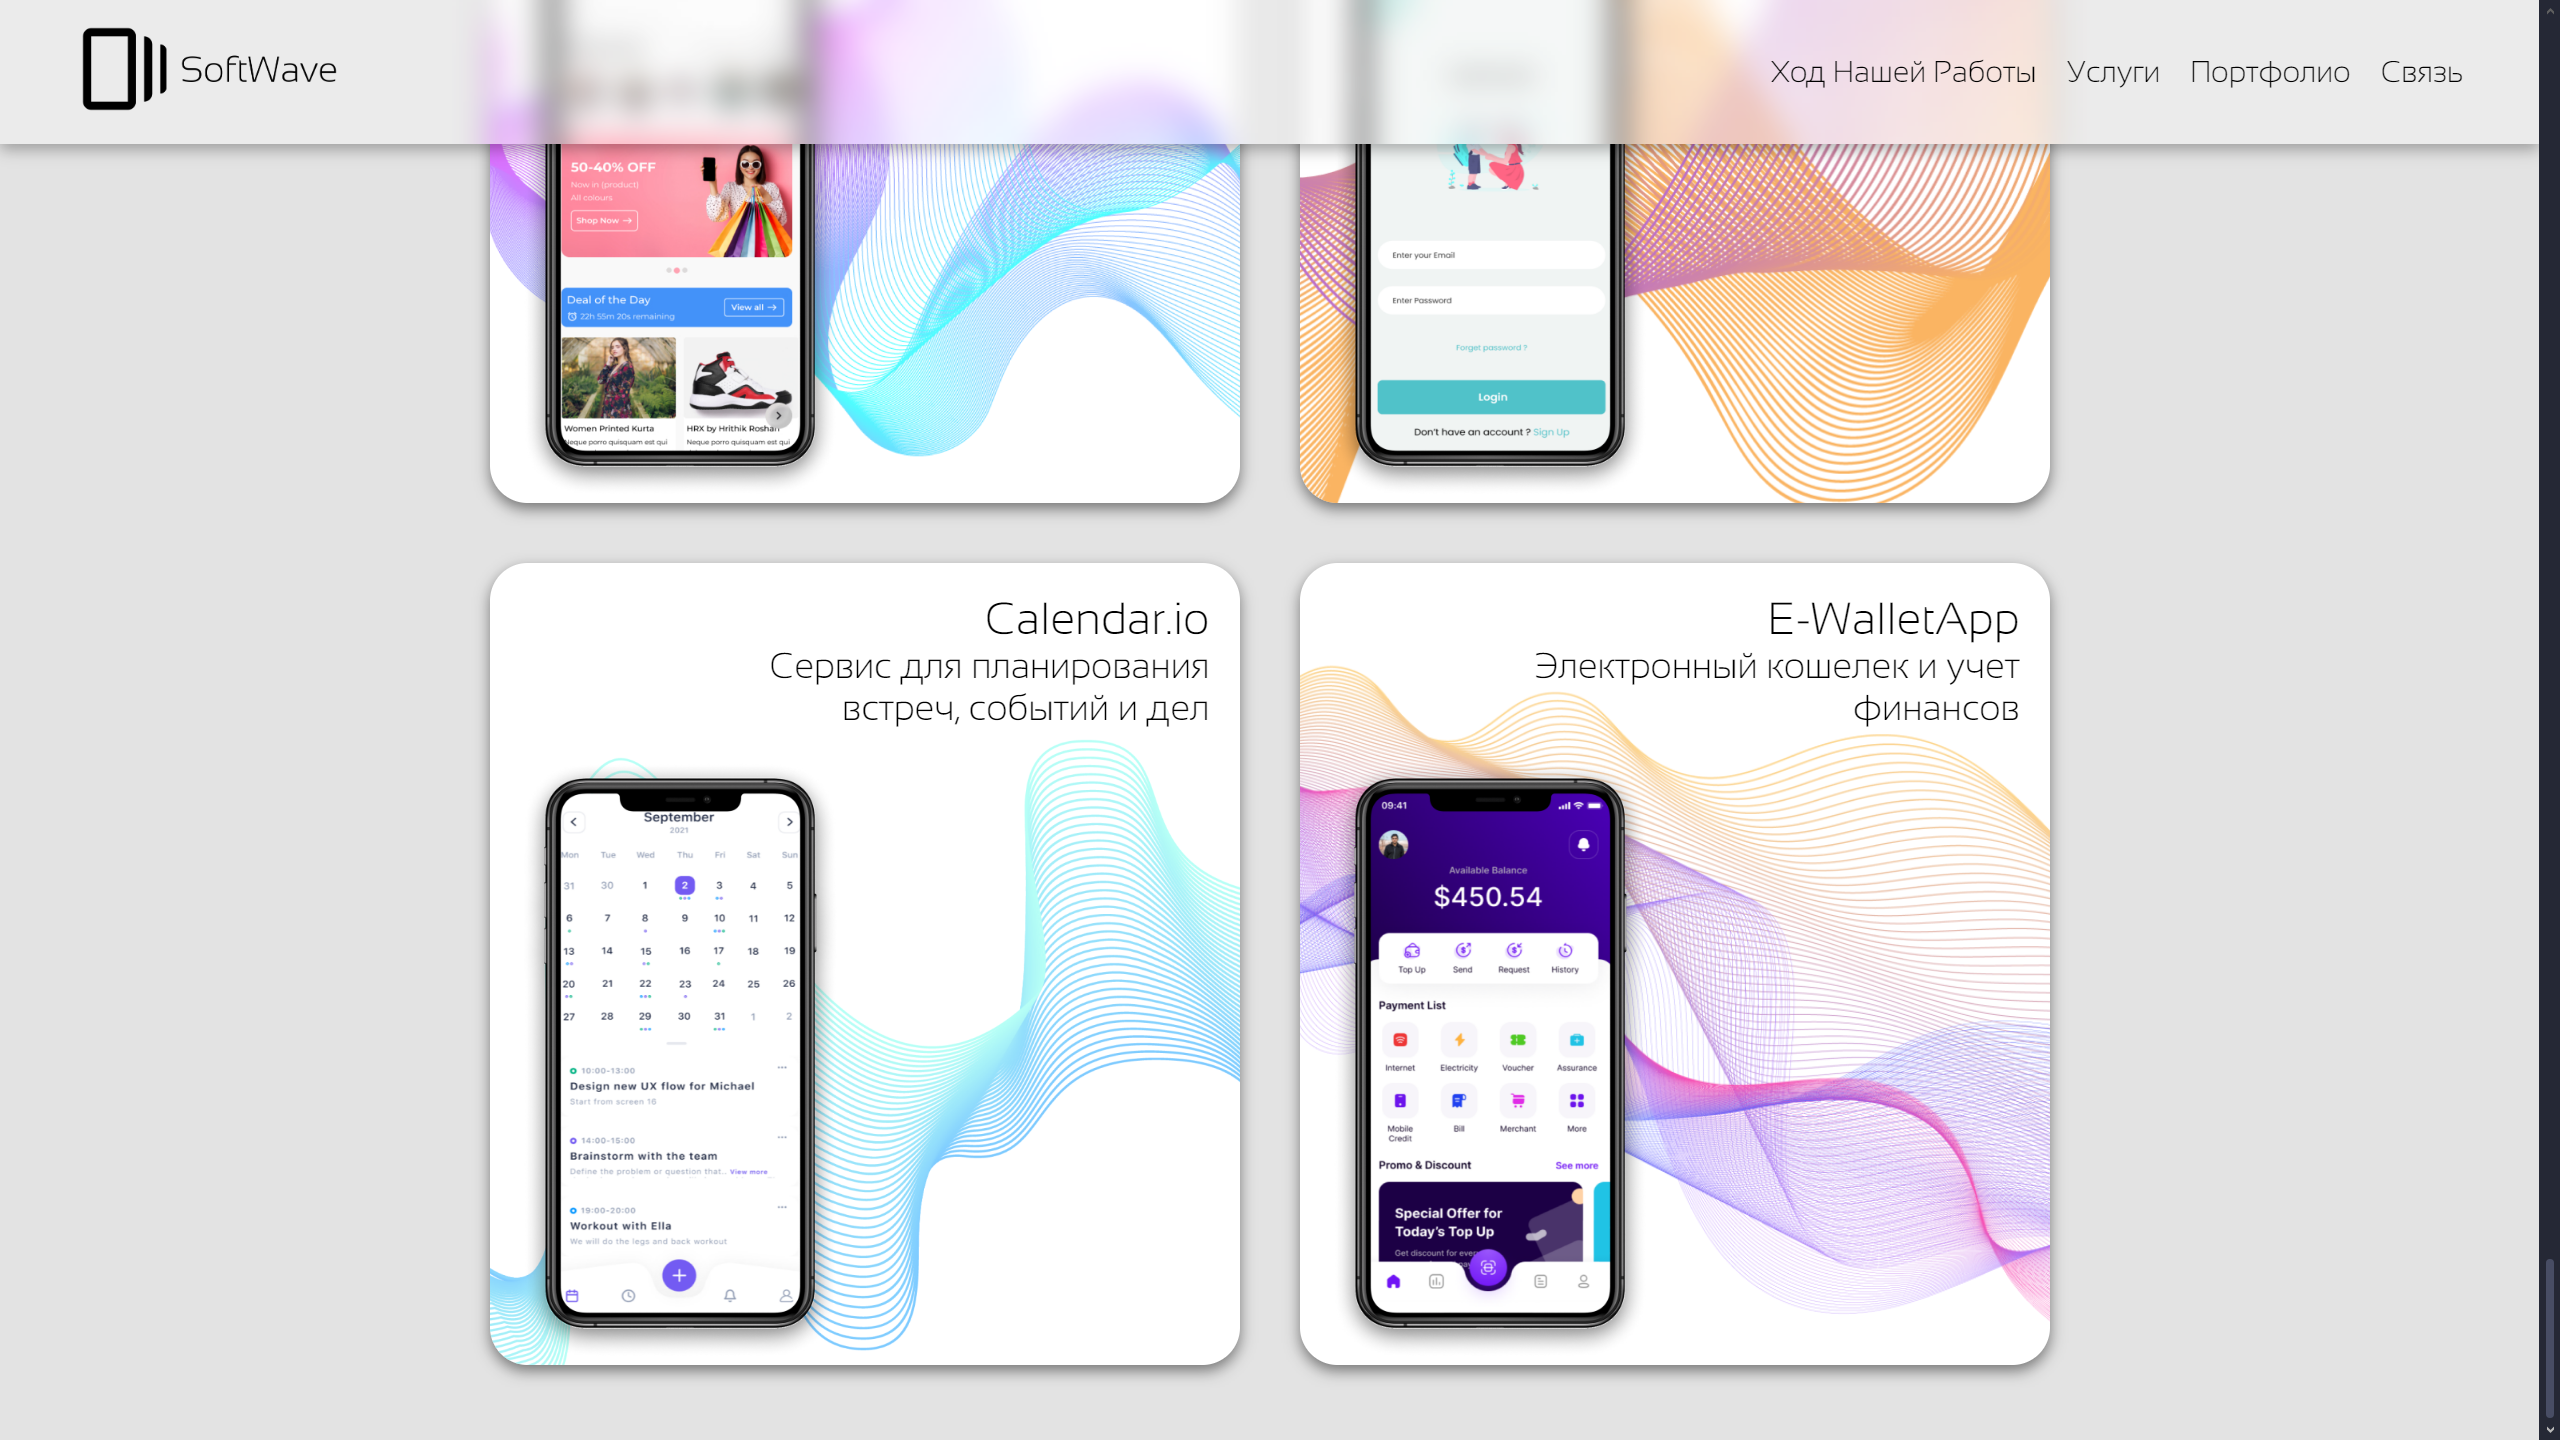 SoftWave
Ход Нашей Работы Услуги Портфолио Связь
50-40% OFF
Now in (product)
All colours
Shop Now →
Deal of the Day
22h 55m 20s remaining
View all →
Women Printed Kurta
Neque porro quisquam est qui
HRX by Hrithik Roshan
Neque porro quisquam est qui
Enter your Email
Enter Password
Forget password ?
Login
Don't have an account ? Sign Up
Calendar.io
Сервис для планирования
встреч, событий и дел
September
2021
Mon Tue Wed Thu Fri Sat Sun
31 30 1 2 3 4 5
6 7 8 9 10 11 12
13 14 15 16 17 18 19
20 21 22 23 24 25 26
27 28 29 30 31 1 2
10:00-13:00
Design new UX flow for Michael
Start from screen 16
14:00-15:00
Brainstorm with the team
Define the problem or question that.. View more
19:00-20:00
Workout with Ella
We will do the legs and back workout
E-WalletApp
Электронный кошелек и учет
финансов
09:41
Available Balance
$450.54
Top Up Send Request History
Payment List
Internet Electricity Voucher Assurance
Mobile
Credit
Bill Merchant More
Promo & Discount See more
Special Offer for
Today's Top Up
Get discount for every